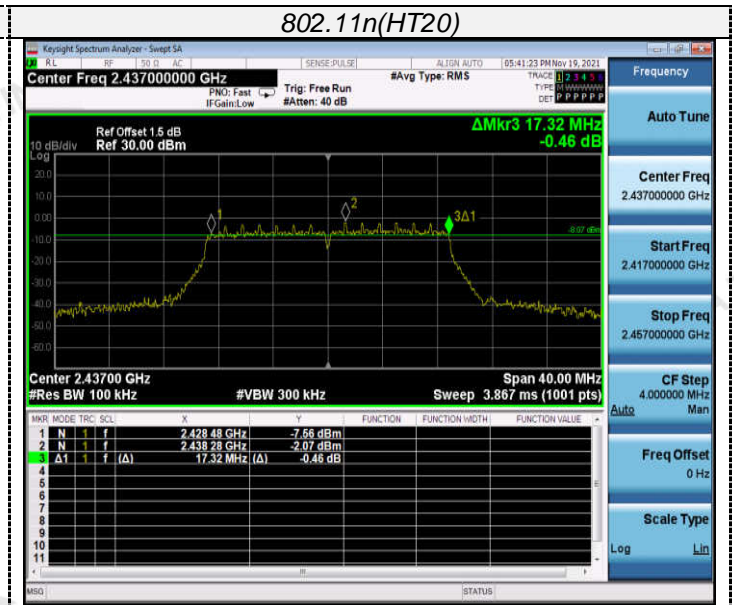 802.11n(HT20)
Keysight Spectrum Analyzer - Swept SA
RL RF 50 Ω AC SENSE:PULSE ALIGN AUTO 05:41:23 PM Nov 19, 2021
Center Freq 2.437000000 GHz #Avg Type: RMS TRACE 1 2 3 4 5 6
PNO: Fast Trig: Free Run TYPE M WWWWW
IFGain:Low #Atten: 40 dB DET P P P P P P
Frequency
Auto Tune
Center Freq
2.437000000 GHz
Start Freq
2.417000000 GHz
Stop Freq
2.457000000 GHz
CF Step
4.000000 MHz
Auto Man
Freq Offset
0 Hz
Scale Type
Log Lin
ΔMkr3 17.32 MHz
-0.46 dB
Ref Offset 1.5 dB
10 dB/div Ref 30.00 dBm
Log
20.0
10.0
0.00
-10.0
-20.0
-30.0
-40.0
-50.0
-60.0
1
2
3Δ1
-8.07 dBm
Center 2.43700 GHz Span 40.00 MHz
#Res BW 100 kHz #VBW 300 kHz Sweep 3.867 ms (1001 pts)
MKR MODE TRC SCL X Y FUNCTION FUNCTION WIDTH FUNCTION VALUE
1 N 1 f 2.428 48 GHz -7.56 dBm
2 N 1 f 2.438 28 GHz -2.07 dBm
3 Δ1 1 f (Δ) 17.32 MHz (Δ) -0.46 dB
4
5
6
7
8
9
10
11
MSG STATUS